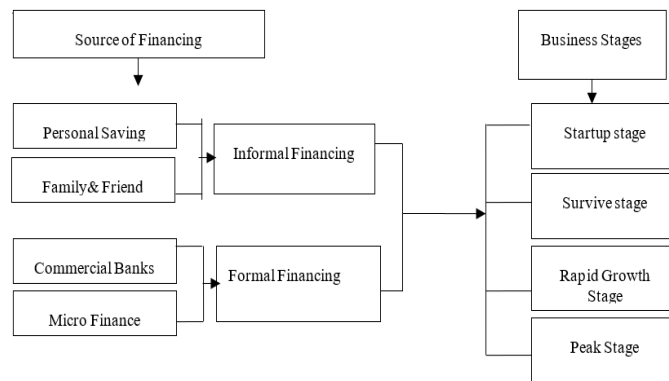 Source of Financing
Business Stages
Personal Saving
Informal Financing
Startup stage
Family& Friend
Survive stage
Commercial Banks
Formal Financing
Rapid Growth
Stage
Micro Finance
Peak Stage